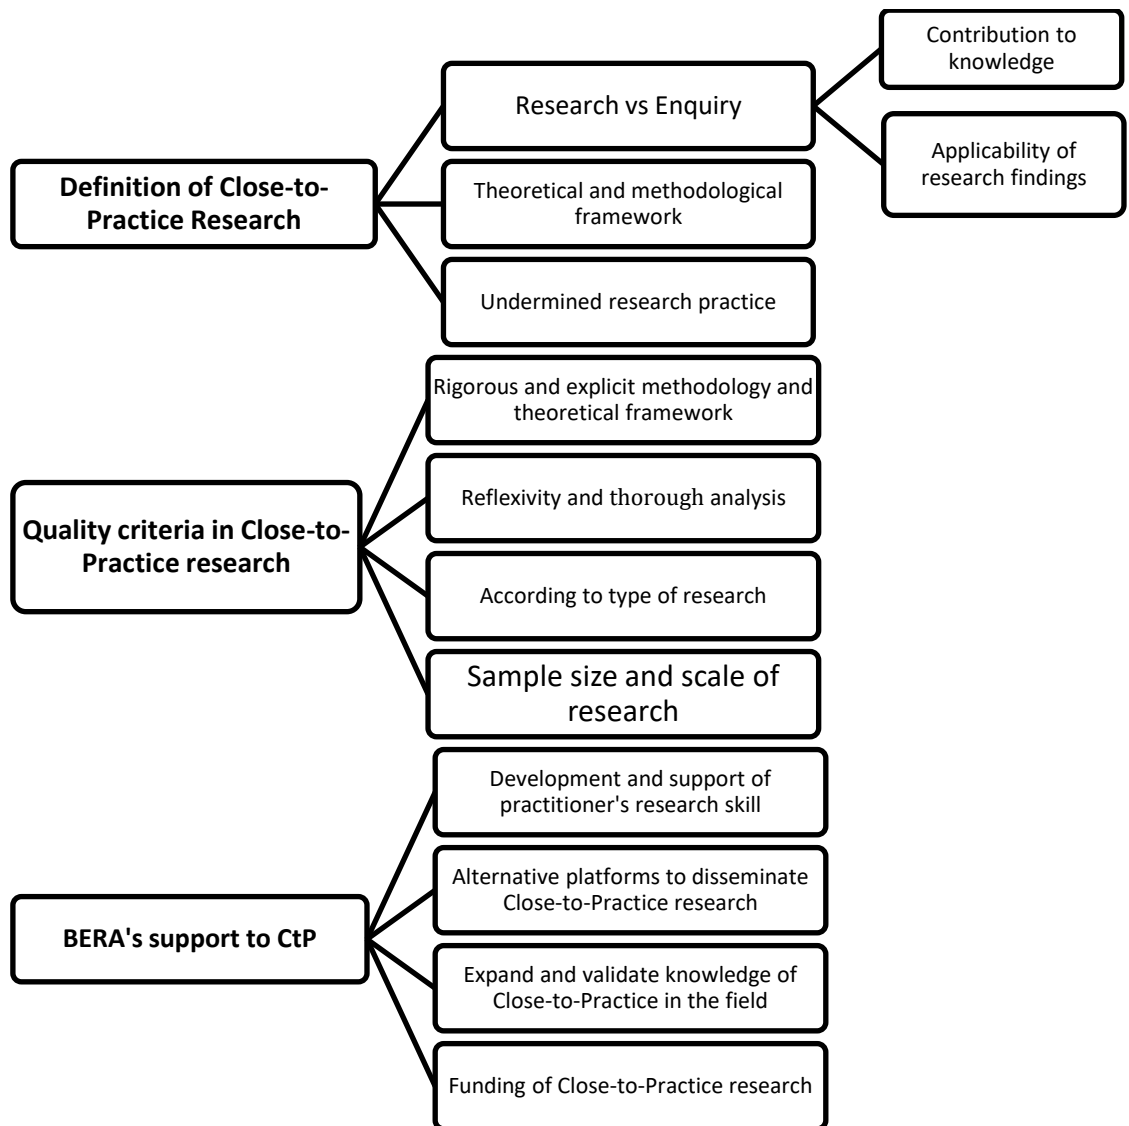 Definition of Close-to-
Practice Research
Research vs Enquiry
Contribution to
knowledge
Applicability of
research findings
Theoretical and methodological
framework
Undermined research practice
Quality criteria in Close-to-
Practice research
Rigorous and explicit methodology and
theoretical framework
Reflexivity and thorough analysis
According to type of research
Sample size and scale of
research
BERA's support to CtP
Development and support of
practitioner's research skill
Alternative platforms to disseminate
Close-to-Practice research
Expand and validate knowledge of
Close-to-Practice in the field
Funding of Close-to-Practice research